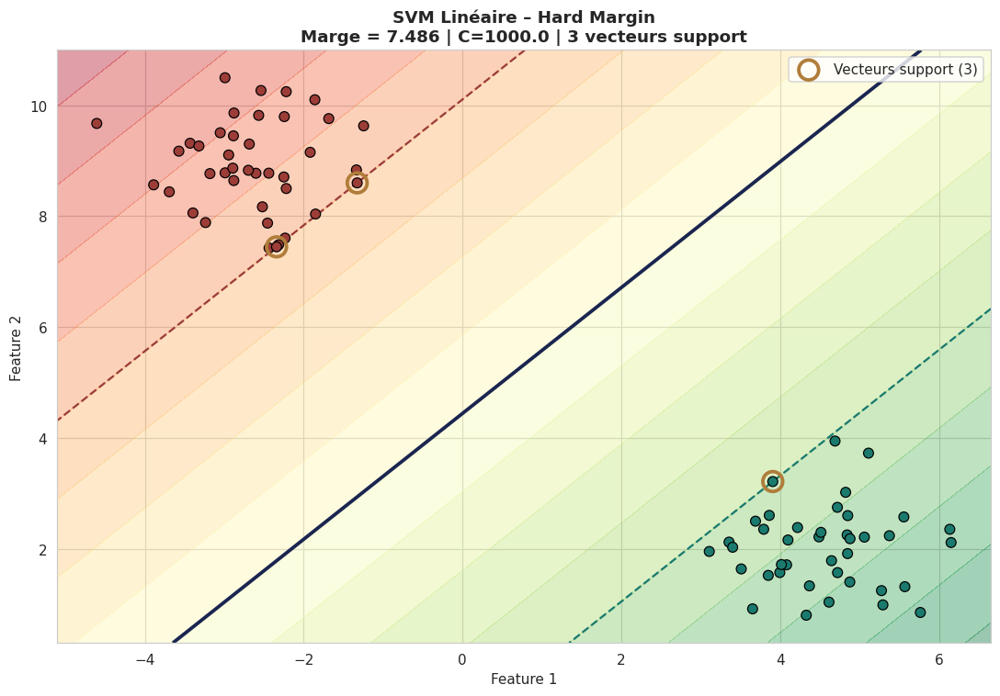 SVM Linéaire – Hard Margin
Marge = 7.486 | C=1000.0 | 3 vecteurs support
Vecteurs support (3)
10
8
6
4
2
Feature 2
−4
−2
0
2
4
6
Feature 1